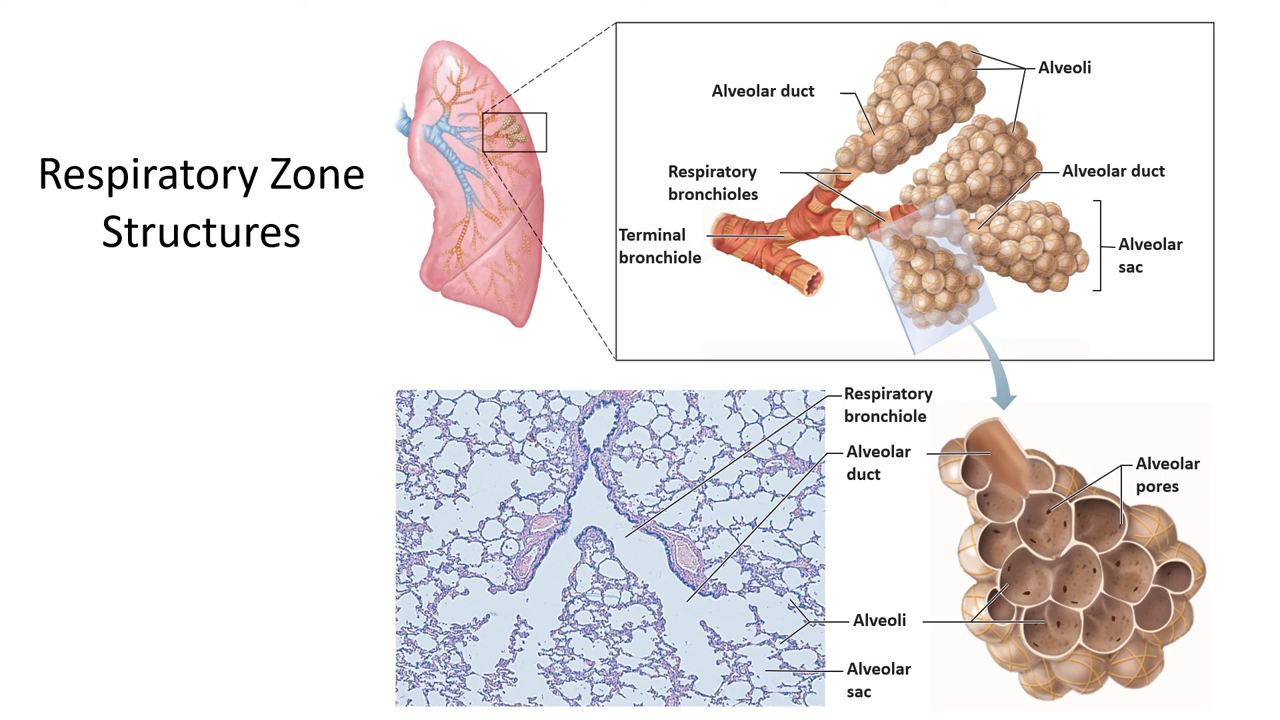 Respiratory Zone
Structures
Alveoli
Alveolar duct
Respiratory
bronchioles
Alveolar duct
Terminal
bronchiole
Alveolar
sac
Respiratory
bronchiole
Alveolar
duct
Alveolar
pores
Alveoli
Alveolar
sac